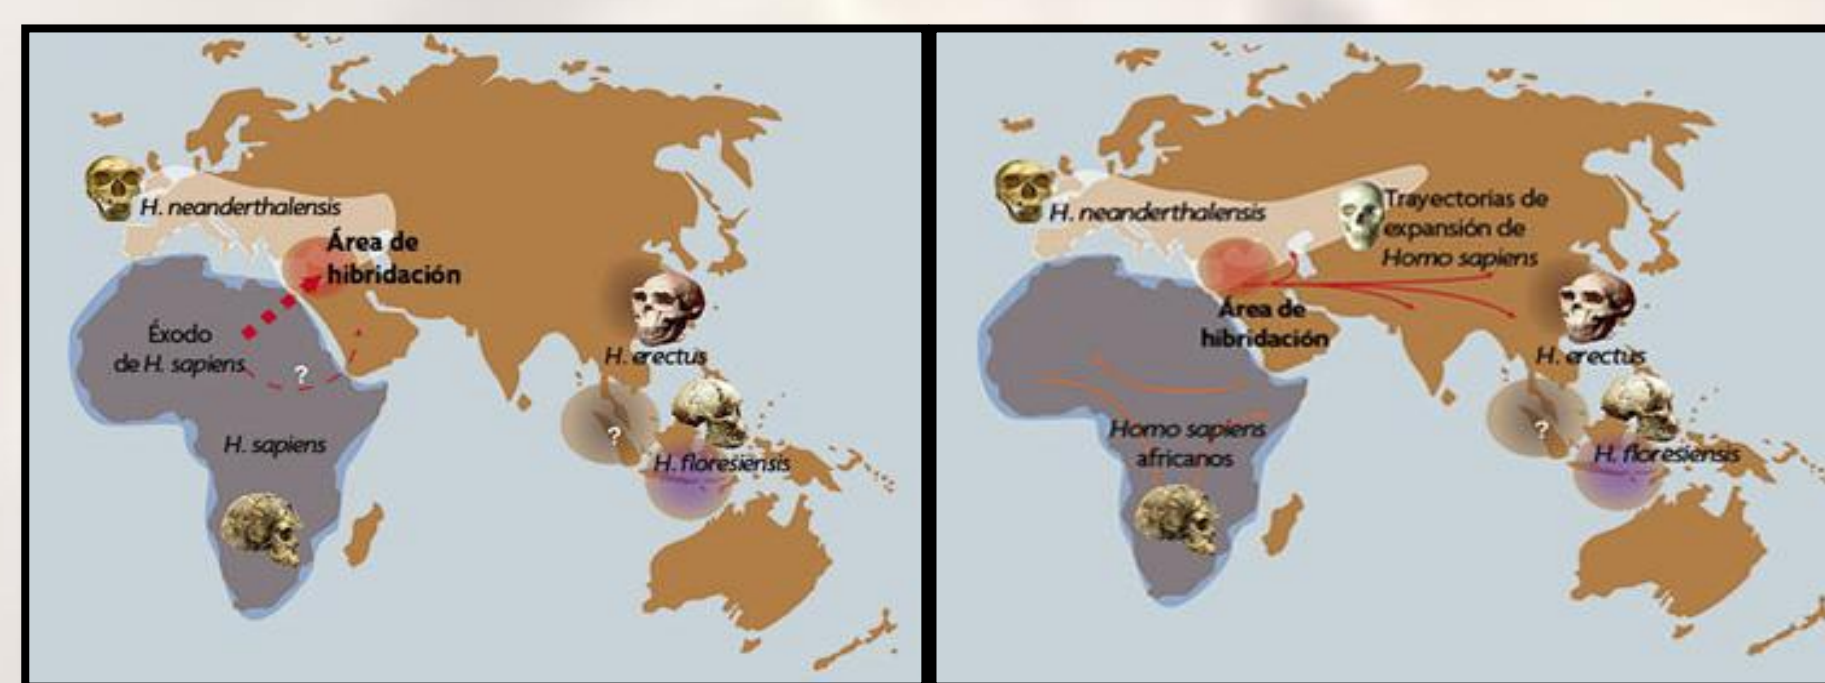 H. neanderthalensis
Área de
hibridación
Éxodo
de H. sapiens
?
H. erectus
?
H. sapiens
H. floresiensis
Trayectorias de
H. neanderthalensis
expansión de
Homo sapiens
Área de
hibridación
H. erectus
Homo sapiens
?
africanos
H. floresiensis